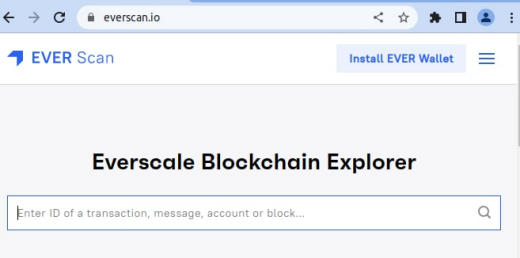 everscan.io
EVER Scan
Install EVER Wallet
Everscale Blockchain Explorer
Enter ID of a transaction, message, account or block...